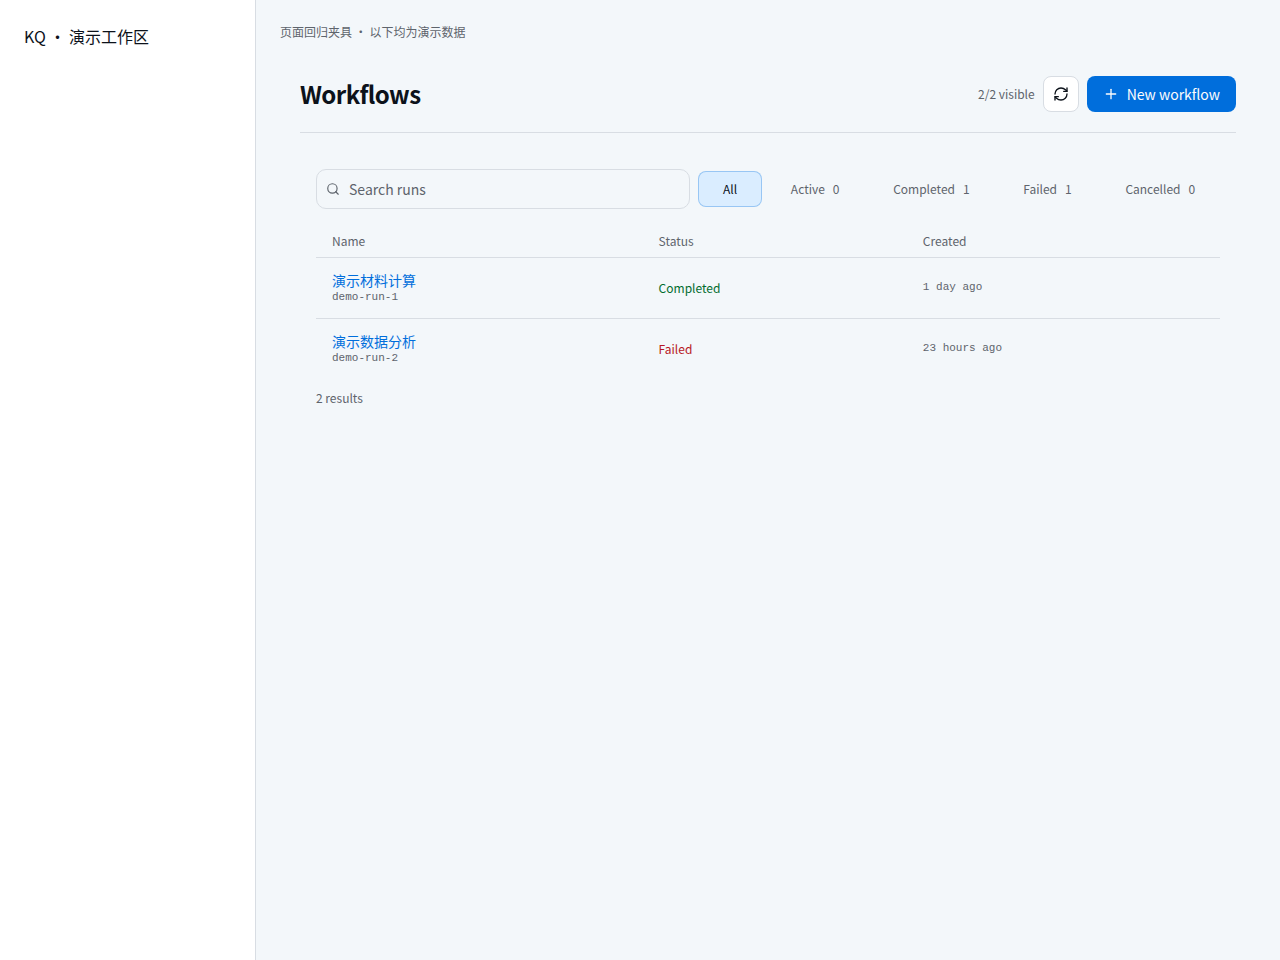 KQ · 演示工作区
页面回归夹具 · 以下均为演示数据
Workflows
2/2 visible
New workflow
Search runs
All
Active 0
Completed 1
Failed 1
Cancelled 0
Name Status Created
演示材料计算
demo-run-1
Completed
1 day ago
演示数据分析
demo-run-2
Failed
23 hours ago
2 results